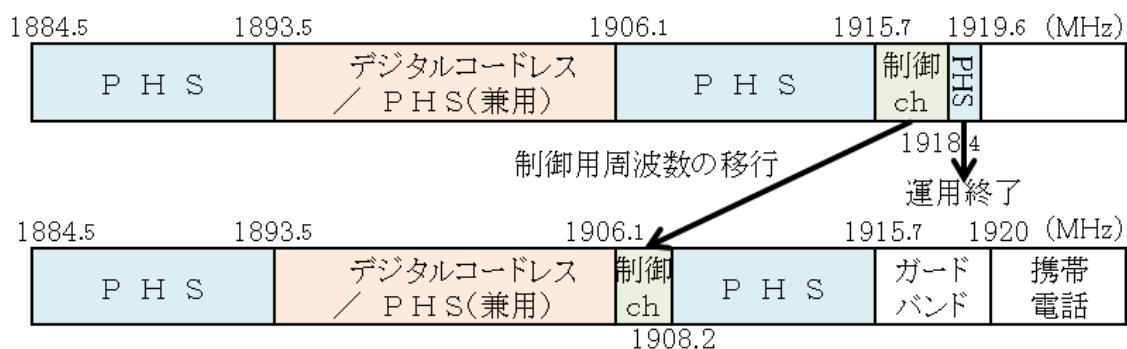 1884.5 1893.5 1906.1 1915.7 1919.6 (MHz)
ＰＨＳ
デジタルコードレス
／ＰＨＳ(兼用)
ＰＨＳ
制御
ch
PHS
1918.4
制御用周波数の移行
運用終了
1884.5 1893.5 1906.1 1915.7 1920 (MHz)
ＰＨＳ
デジタルコードレス
／ＰＨＳ(兼用)
制御
ch
ＰＨＳ
ガード
バンド
携帯
電話
1908.2